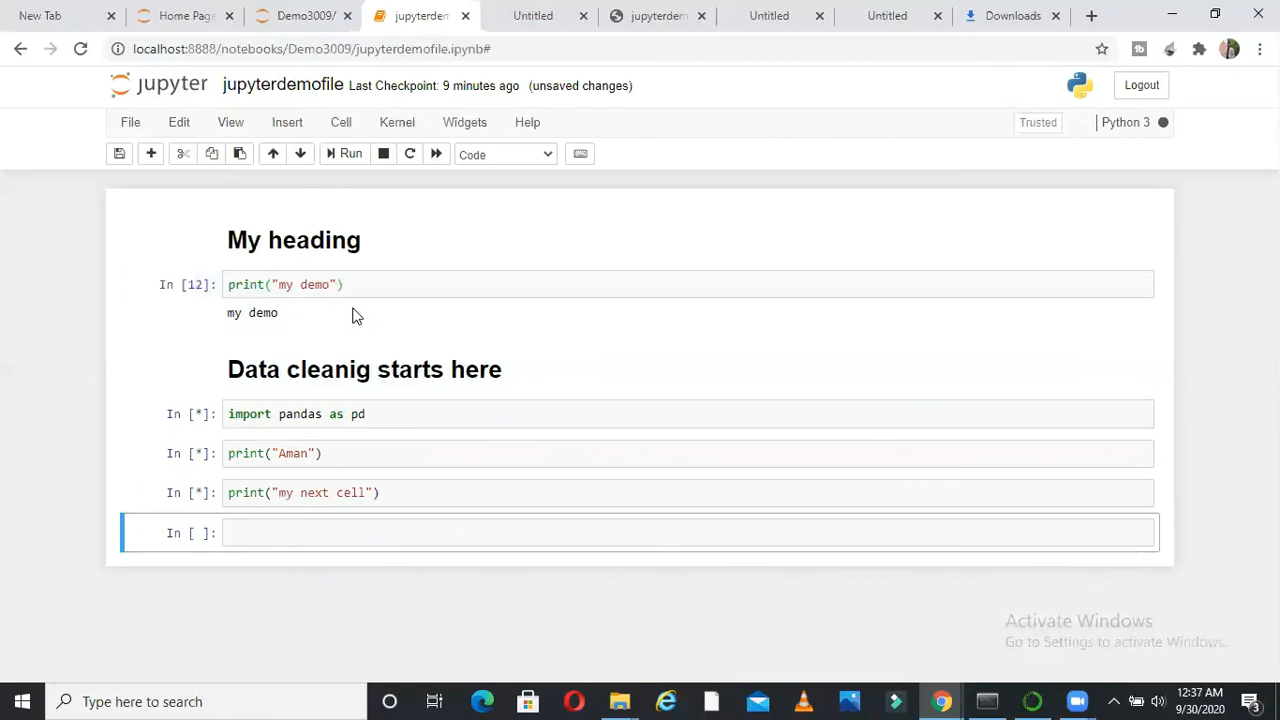 New Tab
Home Page
Demo3009/
jupyterdem
Untitled
jupyterdem
Untitled
Untitled
Downloads
localhost:8888/notebooks/Demo3009/jupyterdemofile.ipynb#
jupyter jupyterdemofile Last Checkpoint: 9 minutes ago (unsaved changes)
Logout
File Edit View Insert Cell Kernel Widgets Help
Trusted
Python 3
Run
Code
My heading
In [12]: print("my demo")
my demo
Data cleanig starts here
In [*]: import pandas as pd
In [*]: print("Aman")
In [*]: print("my next cell")
In [ ]:
Activate Windows
Go to Settings to activate Windows.
Type here to search
12:37 AM
9/30/2020
3